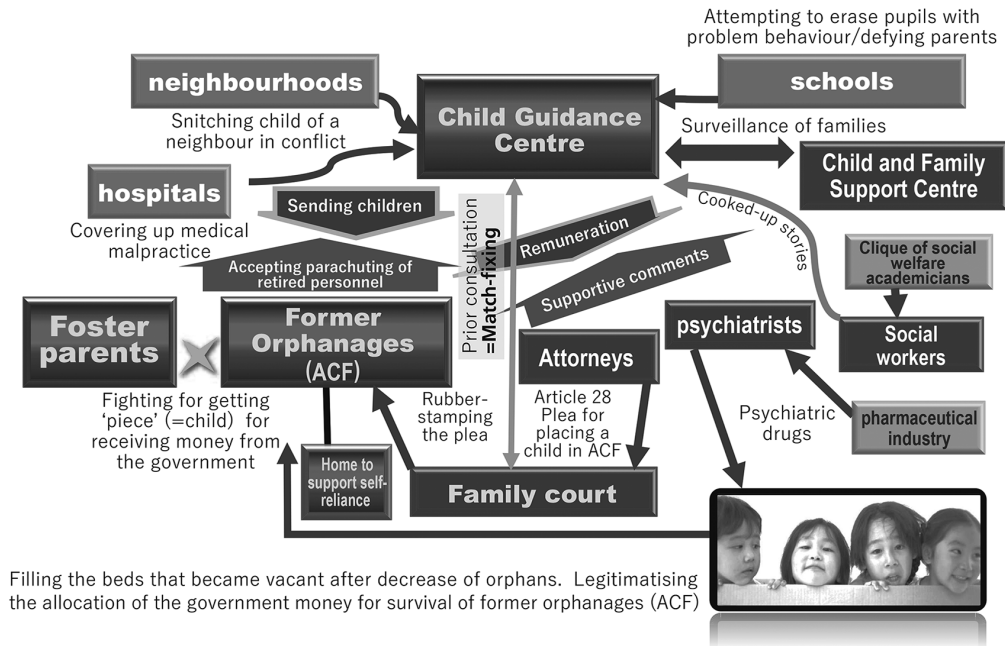 Attempting to erase pupils with
problem behaviour/defying parents
neighbourhoods
schools
Child Guidance
Centre
Snitching child of a
neighbour in conflict
Surveillance of families
Child and Family
Support Centre
hospitals
Sending children
Covering up medical
malpractice
Prior consultation
=Match-fixing
Remuneration
Cooked-up
stories
Clique of social
welfare
academicians
Accepting parachuting of
retired personnel
Supportive comments
Foster
parents
Former
Orphanages
(ACF)
psychiatrists
Social
workers
Attorneys
Fighting for getting
‘piece’ (=child)  for
receiving money from
the government
Rubber-
stamping
the plea
Article 28
Plea for
placing a
child in ACF
Psychiatric
drugs
pharmaceutical
industry
Home to
support self-
reliance
Family court
Filling the beds that became vacant after decrease of orphans.  Legitimatising
the allocation of the government money for survival of former orphanages (ACF)